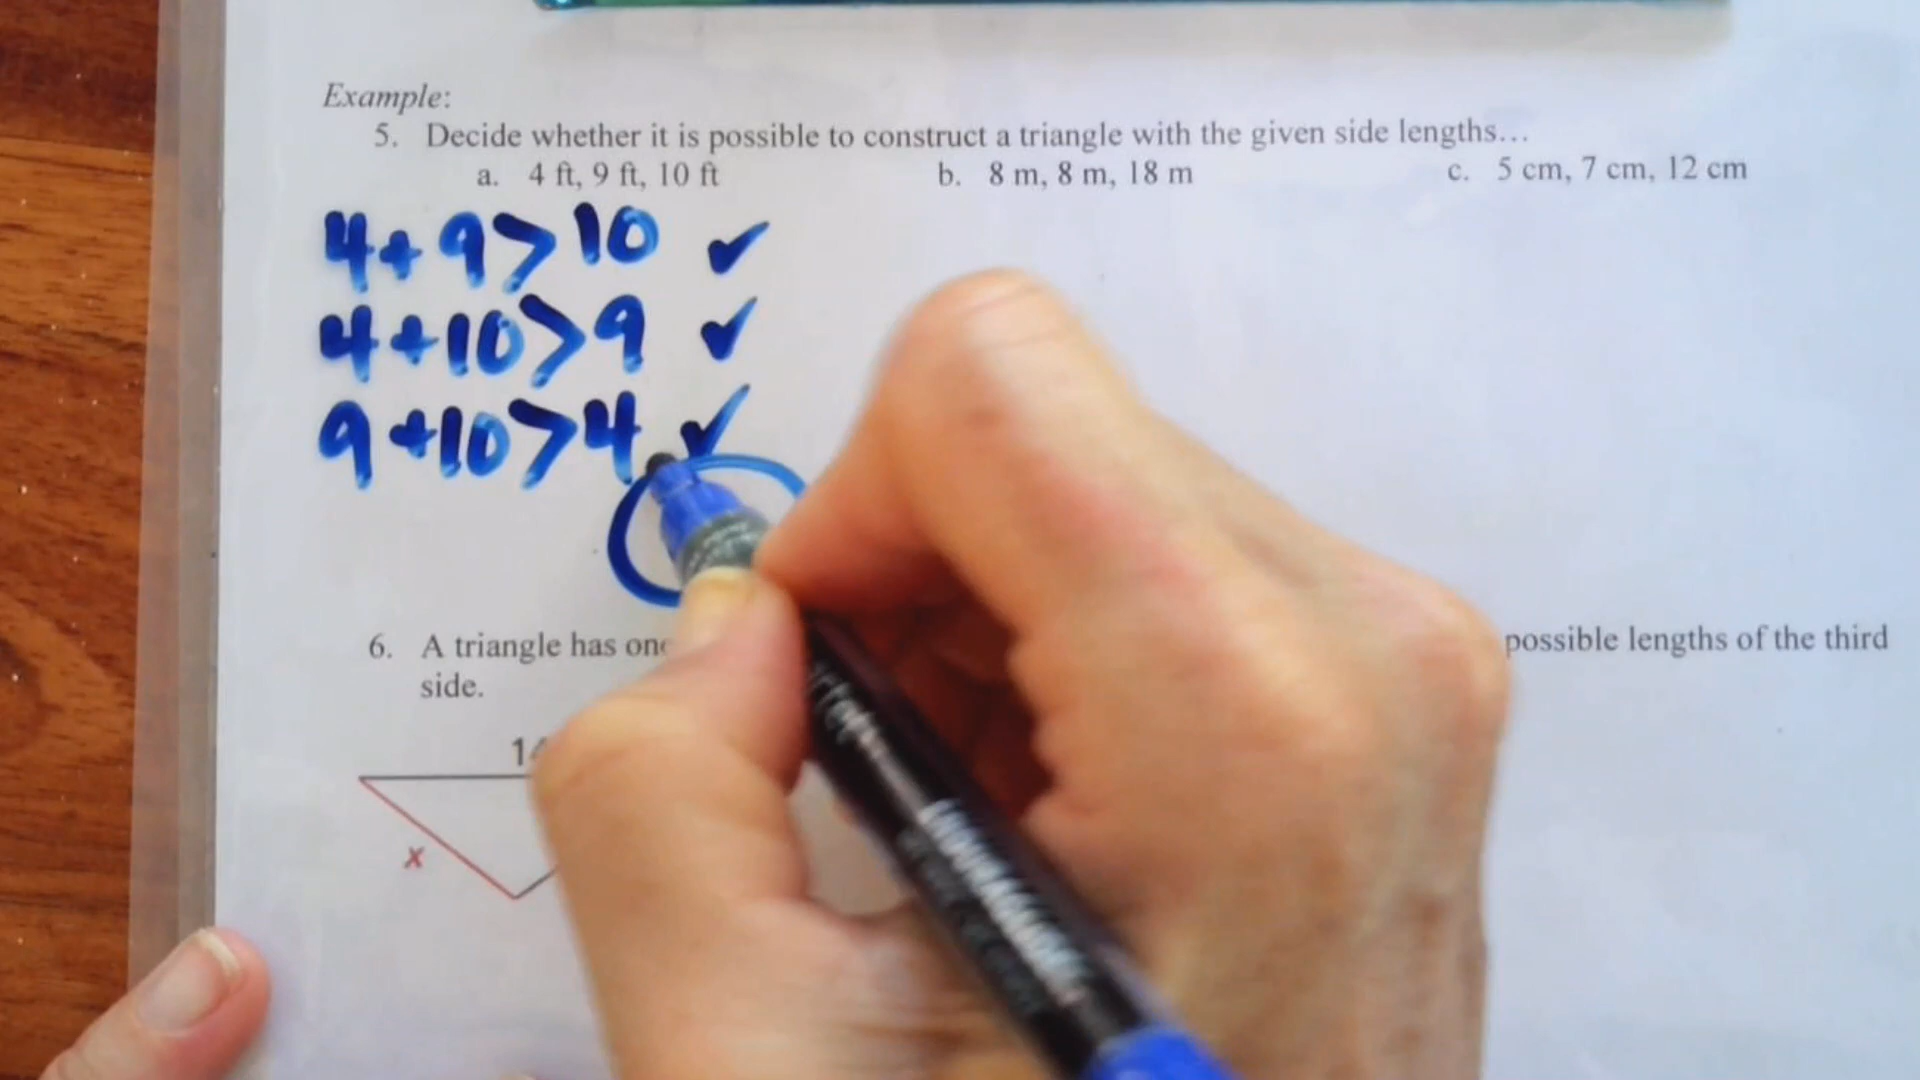 Example:
5. Decide whether it is possible to construct a triangle with the given side lengths...
a. 4 ft, 9 ft, 10 ft b. 8 m, 8 m, 18 m c. 5 cm, 7 cm, 12 cm
4+9>10 ✓
4+10>9 ✓
9+10>4 ✓
6. A triangle has possible lengths of the third
side.
x